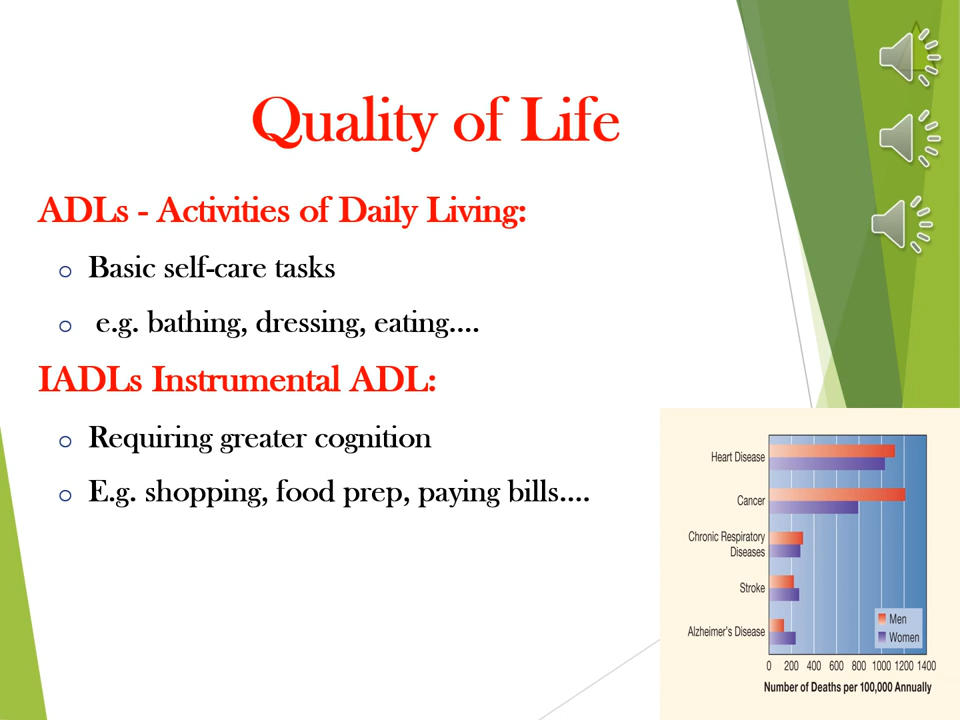 Quality of Life
ADLs - Activities of Daily Living:
o Basic self-care tasks
o e.g. bathing, dressing, eating....
IADLs Instrumental ADL:
o Requiring greater cognition
o E.g. shopping, food prep, paying bills....
Heart Disease
Cancer
Chronic Respiratory
Diseases
Stroke
Alzheimer's Disease
Men
Women
0 200 400 600 800 1000 1200 1400
Number of Deaths per 100,000 Annually